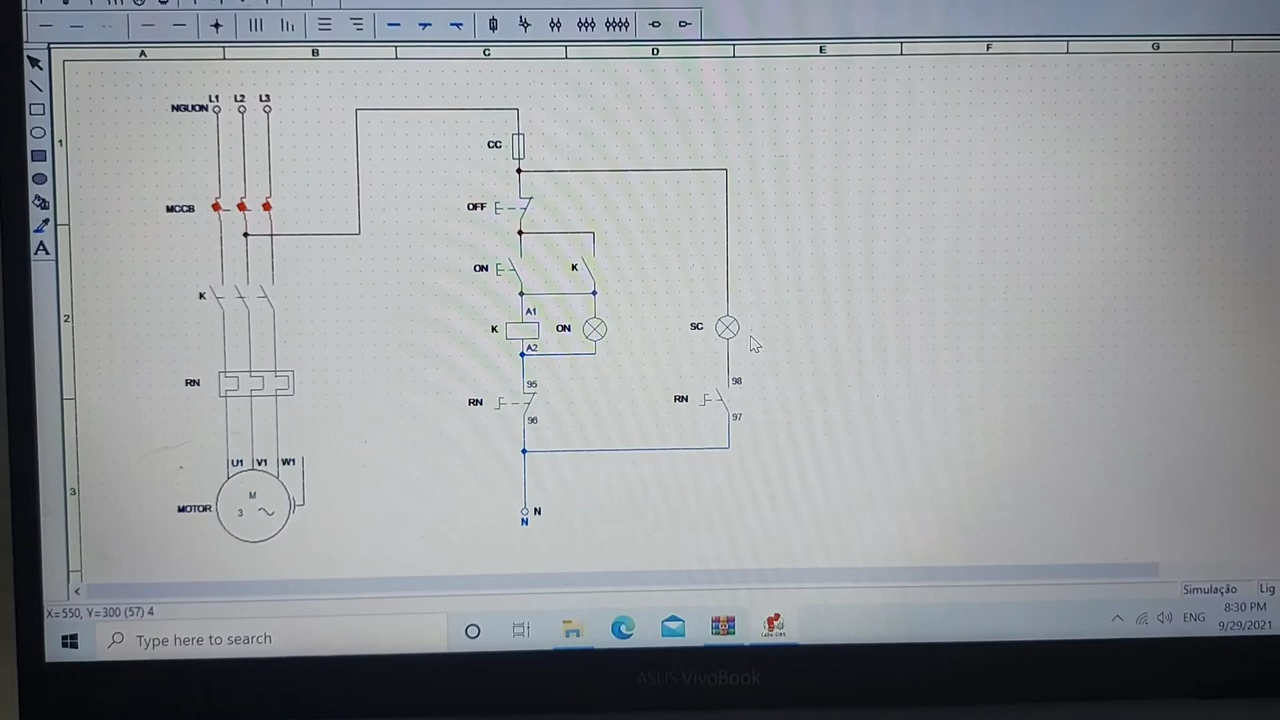 A B C D E F G
1
2
3
L1 L2 L3
NGUON
MCCB
K
RN
U1 V1 W1
M
3
MOTOR
CC
OFF
ON K
A1
K ON
A2
95
RN
96
N
N
SC
98
RN
97
A
X=550, Y=300 (57) 4
Simulação Lig
Type here to search
ENG
8:30 PM
9/29/2021
ASUS VivoBook